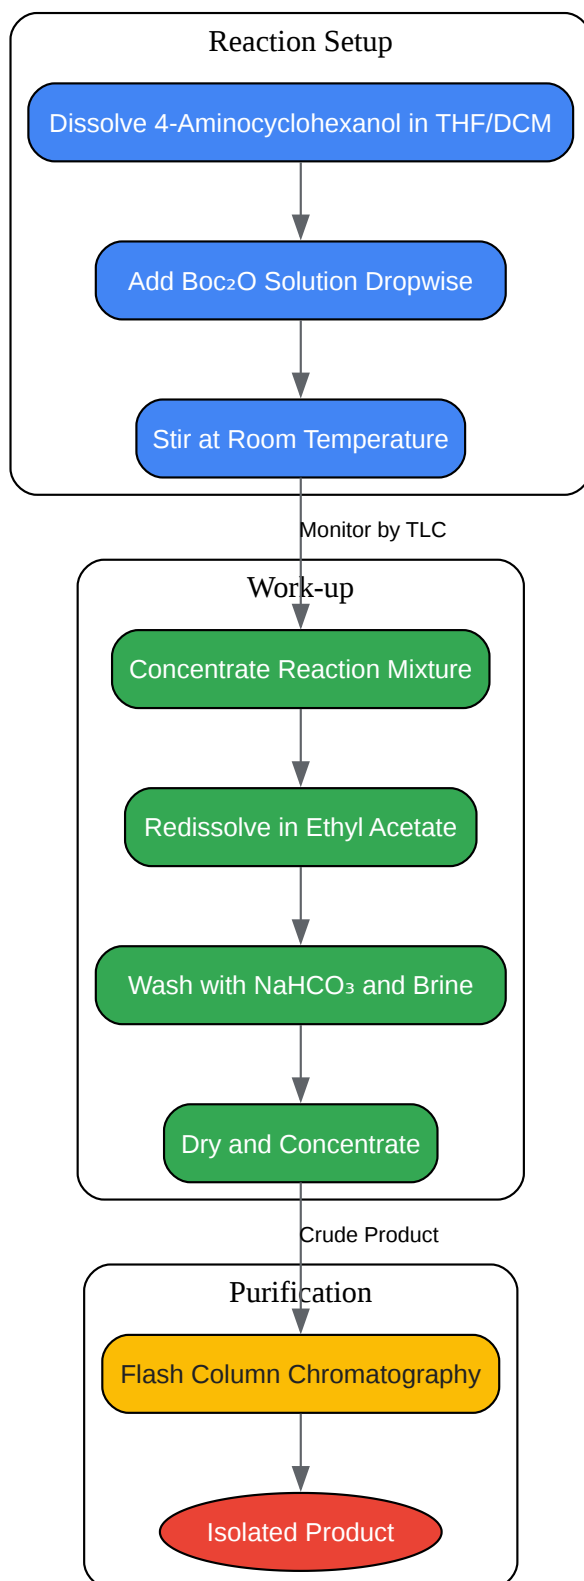 Reaction Setup
Dissolve 4-Aminocyclohexanol in THF/DCM
Add Boc₂O Solution Dropwise
Stir at Room Temperature
Monitor by TLC
Work-up
Concentrate Reaction Mixture
Redissolve in Ethyl Acetate
Wash with NaHCO₃ and Brine
Dry and Concentrate
Crude Product
Purification
Flash Column Chromatography
Isolated Product